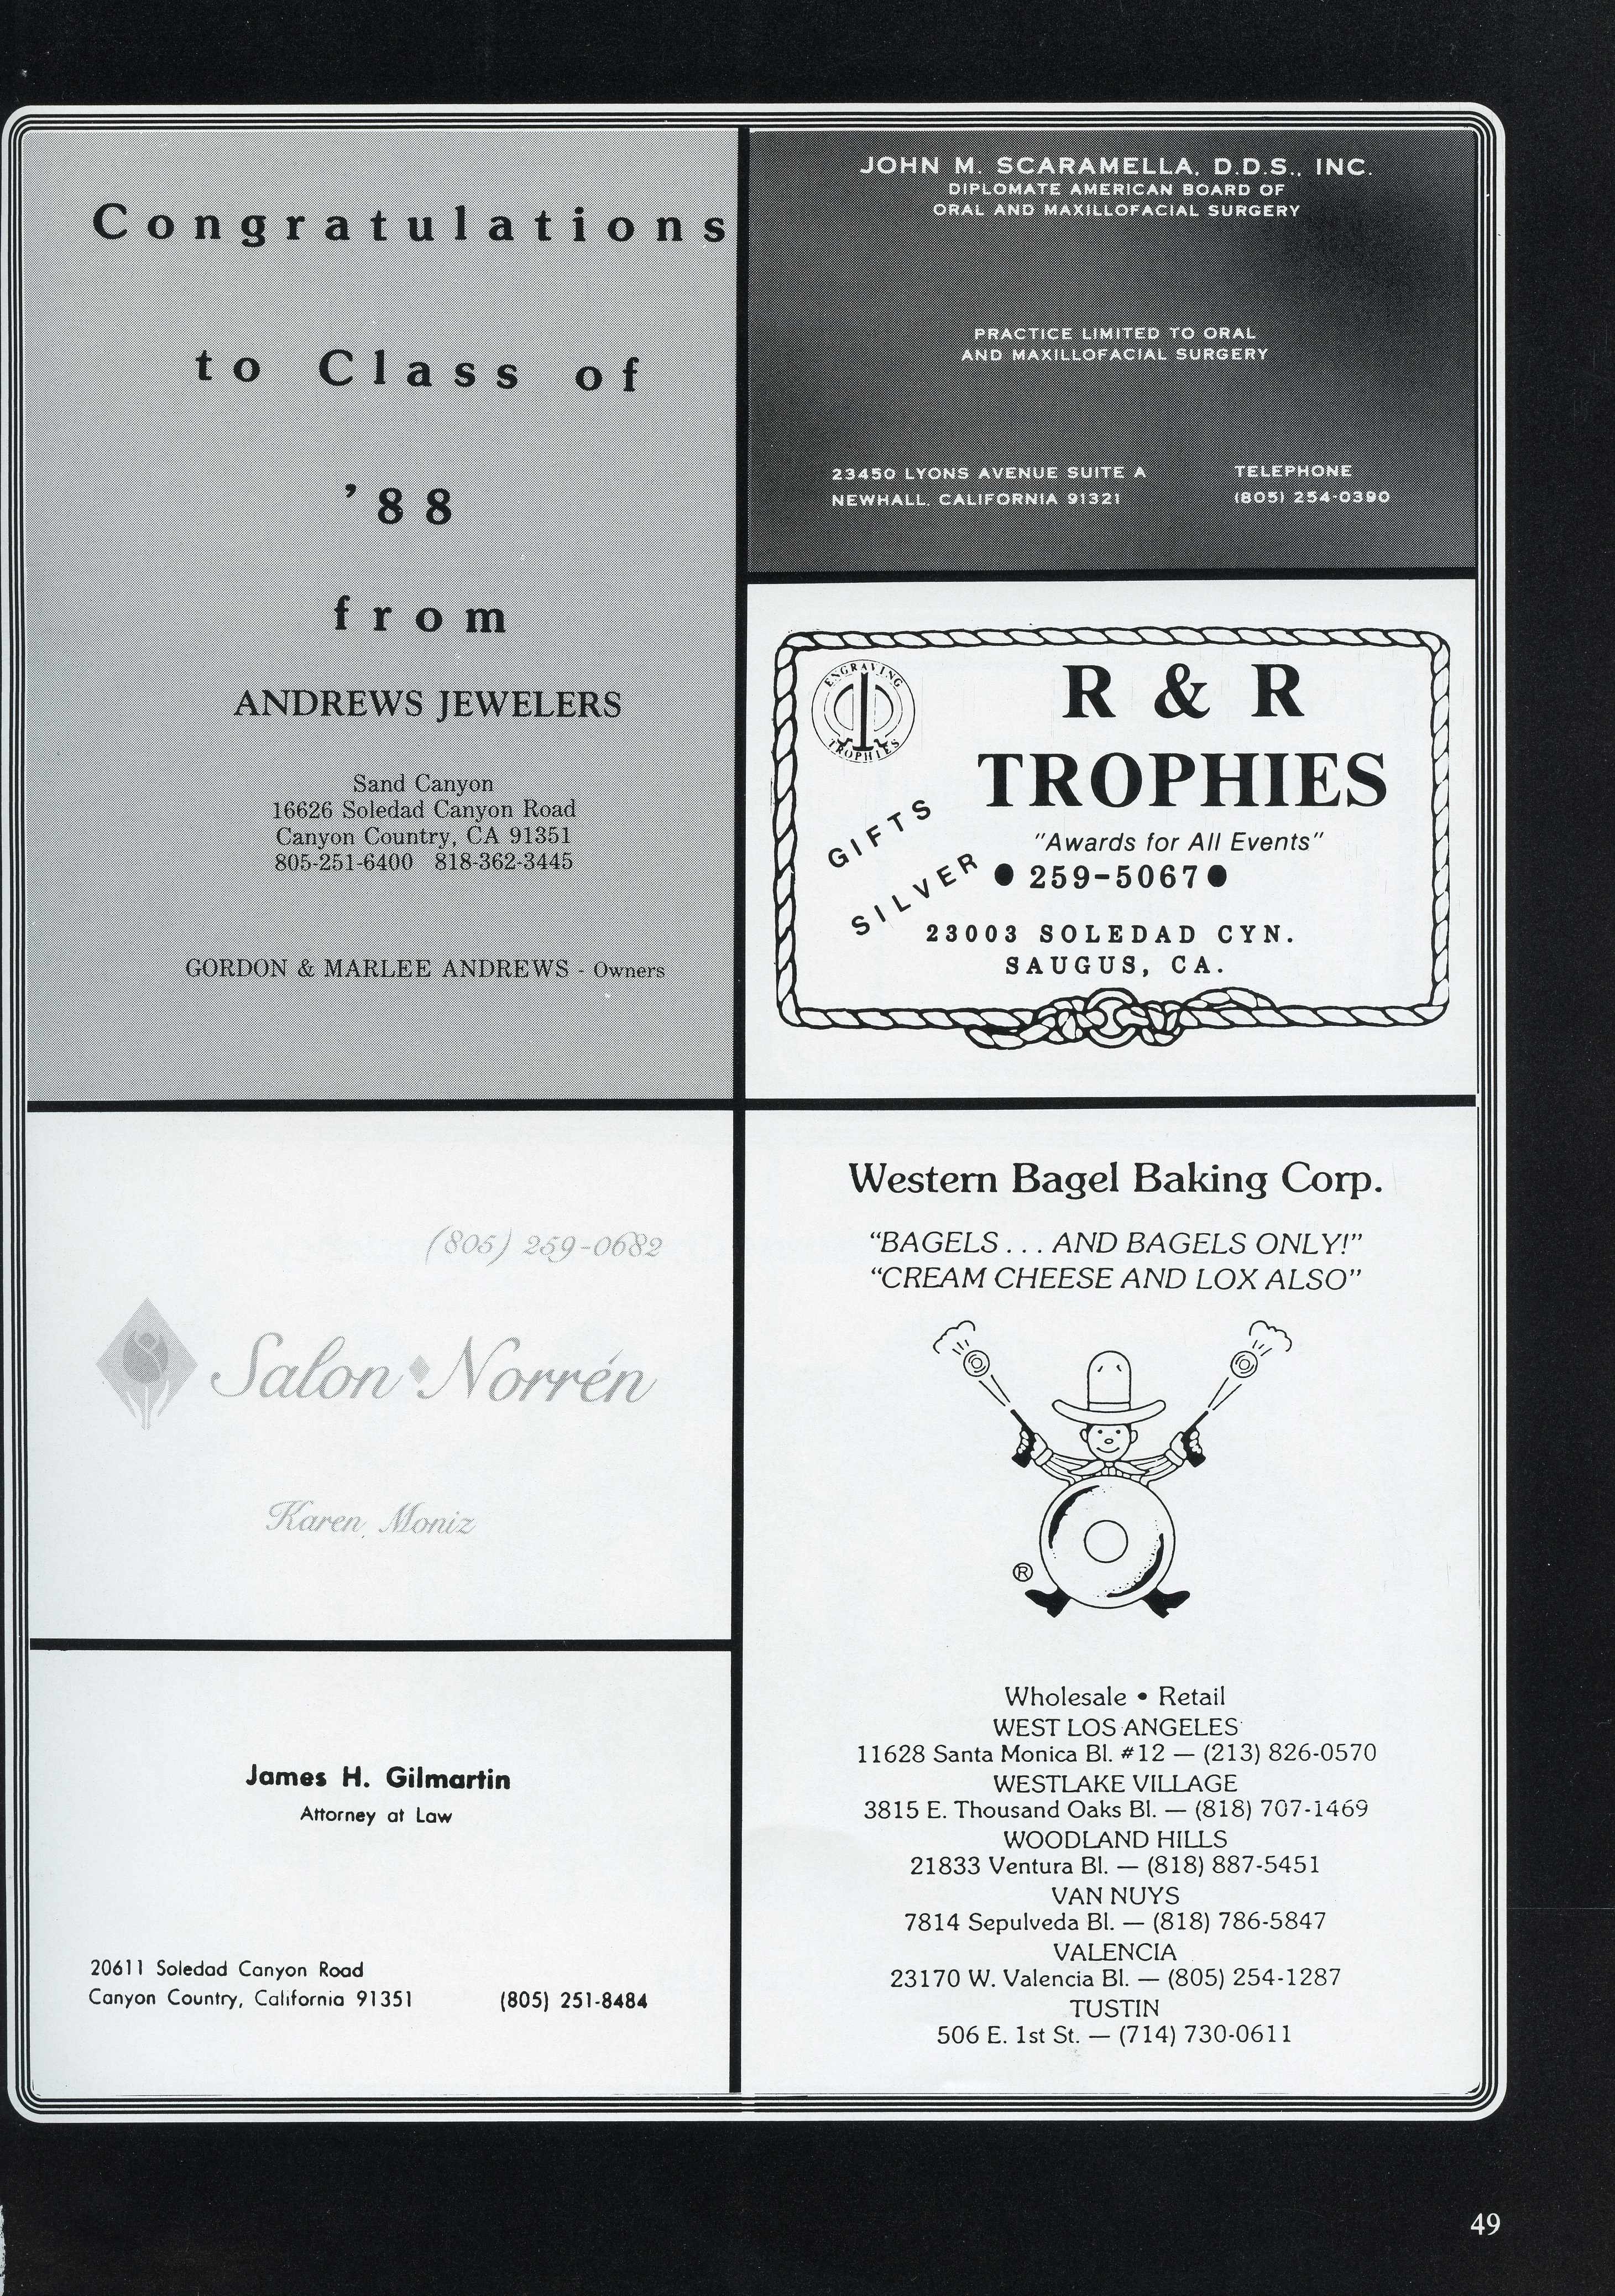 Congratulations
to Class of
'88
from
ANDREWS JEWELERS
Sand Canyon
16626 Soledad Canyon Road
Canyon Country, CA 91351
805-251-6400 818-362-3445
GORDON & MARLEE ANDREWS - Owners
JOHN M. SCARAMELLA, D.D.S., INC.
DIPLOMATE AMERICAN BOARD OF
ORAL AND MAXILLOFACIAL SURGERY
PRACTICE LIMITED TO ORAL
AND MAXILLOFACIAL SURGERY
23450 LYONS AVENUE SUITE A
NEWHALL, CALIFORNIA 91321
TELEPHONE
(805) 254-0390
ENGRAVING
TROPHIES
R & R
TROPHIES
GIFTS
SILVER
"Awards for All Events"
● 259-5067 ●
23003 SOLEDAD CYN.
SAUGUS, CA.
(805) 259-0682
Salon Norrén
Karen Moniz
James H. Gilmartin
Attorney at Law
20611 Soledad Canyon Road
Canyon Country, California 91351
(805) 251-8484
Western Bagel Baking Corp.
"BAGELS . . . AND BAGELS ONLY!"
"CREAM CHEESE AND LOX ALSO"
®
Wholesale • Retail
WEST LOS ANGELES
11628 Santa Monica Bl. #12 — (213) 826-0570
WESTLAKE VILLAGE
3815 E. Thousand Oaks Bl. — (818) 707-1469
WOODLAND HILLS
21833 Ventura Bl. — (818) 887-5451
VAN NUYS
7814 Sepulveda Bl. — (818) 786-5847
VALENCIA
23170 W. Valencia Bl. — (805) 254-1287
TUSTIN
506 E. 1st St. — (714) 730-0611
49